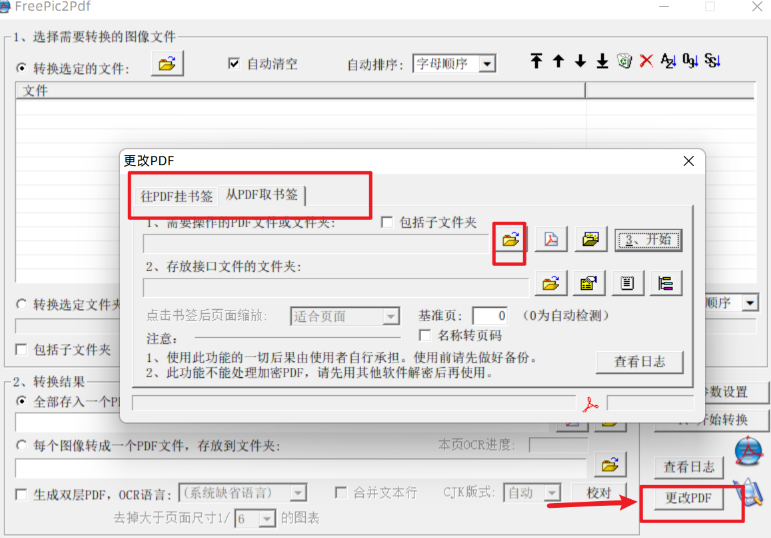 FreePic2Pdf
1、选择需要转换的图像文件
转换选定的文件:
自动清空
自动排序:
字母顺序
文件
更改PDF
往PDF挂书签
从PDF取书签
1、需要操作的PDF文件或文件夹:
包括子文件夹
3、开始
2、存放接口文件的文件夹:
点击书签后页面缩放:
适合页面
基准页:
0
(0为自动检测)
名称转页码
注意:
1、使用此功能的一切后果由使用者自行承担。使用前请先做好备份。
2、此功能不能处理加密PDF,请先用其他软件解密后再使用。
查看日志
转换选定文件夹
顺序
包括子文件夹
2、转换结果
全部存入一个P
参数设置
开始转换
每个图像转成一个PDF文件,存放到文件夹:
本页OCR进度:
查看日志
生成双层PDF,OCR语言:
(系统缺省语言)
合并文本行
CJK版式:
自动
校对
更改PDF
去掉大于页面尺寸1/
6
的图表